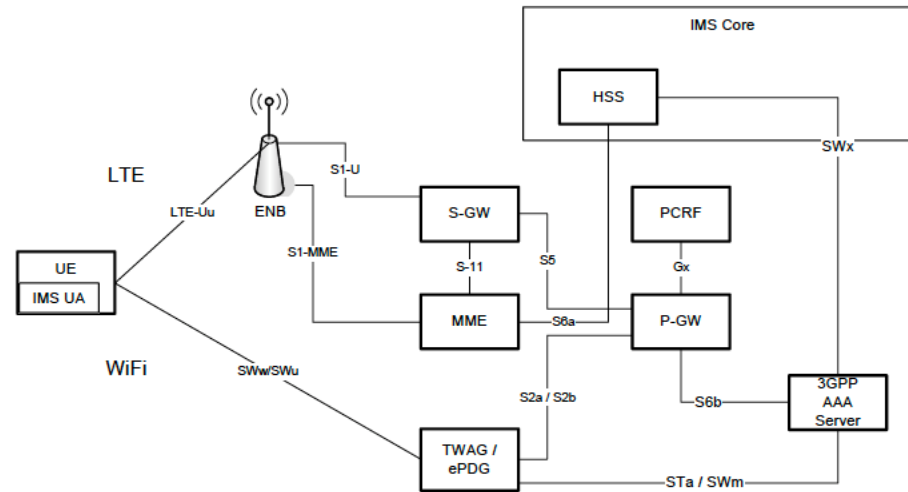 IMS Core
HSS
SWx
LTE
S1-U
LTE-Uu
ENB
S-GW
PCRF
S1-MME
S-11
S5
Gx
UE
IMS UA
MME
S6a
P-GW
WiFi
SWw/SWu
S2a / S2b
S6b
3GPP
AAA
Server
TWAG /
ePDG
STa / SWm